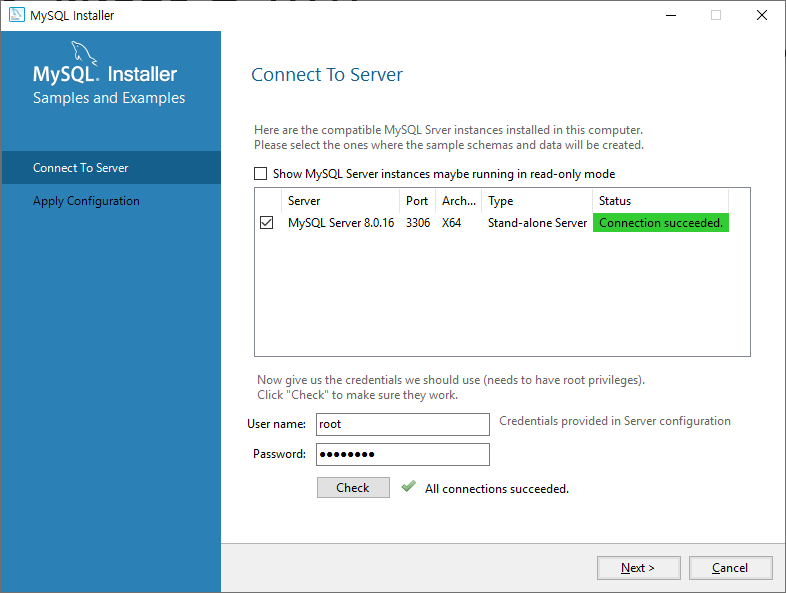 MySQL Installer
MySQL. Installer
Samples and Examples
Connect To Server
Apply Configuration
Connect To Server
Here are the compatible MySQL Srver instances installed in this computer.
Please select the ones where the sample schemas and data will be created.
Show MySQL Server instances maybe running in read-only mode
Server Port Arch... Type Status
MySQL Server 8.0.16 3306 X64 Stand-alone Server Connection succeeded.
Now give us the credentials we should use (needs to have root privileges).
Click "Check" to make sure they work.
User name: root Credentials provided in Server configuration
Password: ●●●●●●●●
Check All connections succeeded.
Next > Cancel